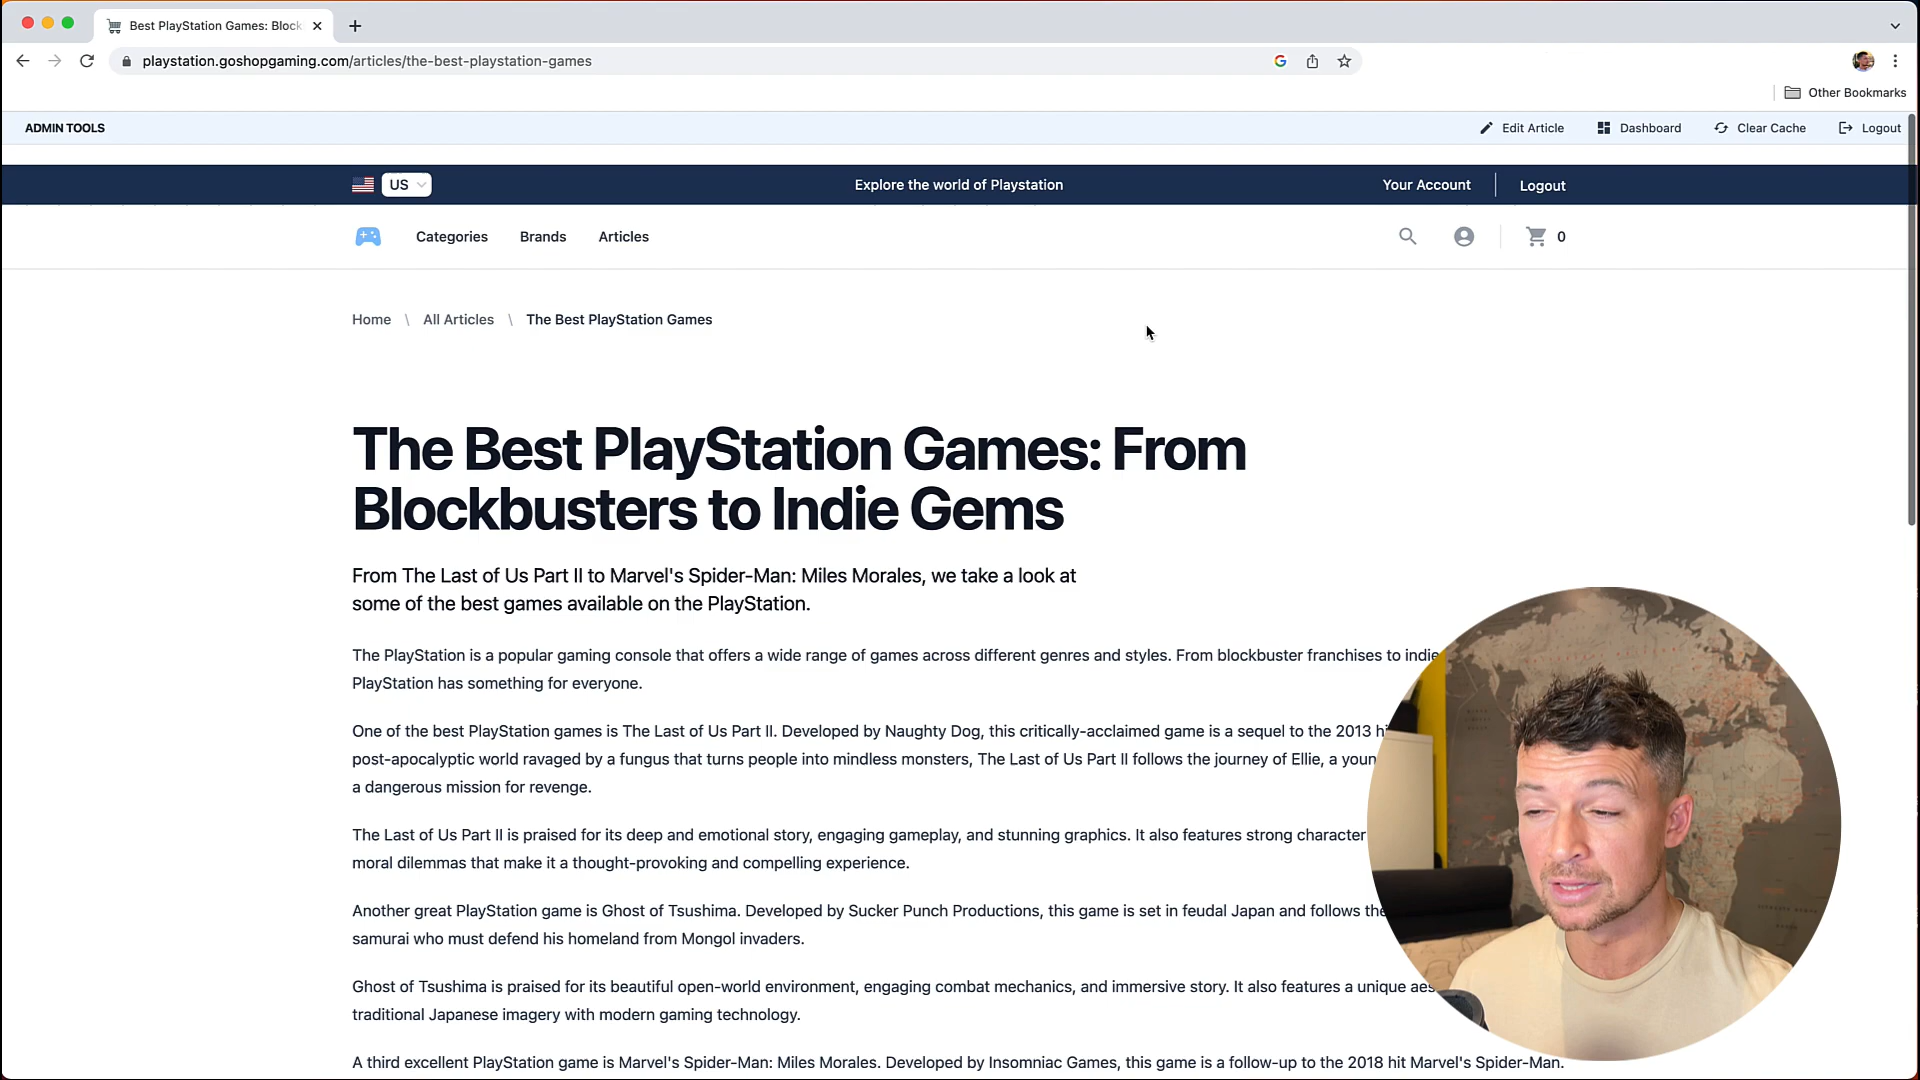 Best PlayStation Games: Block
playstation.goshopgaming.com/articles/the-best-playstation-games
Other Bookmarks
ADMIN TOOLS
Edit Article
Dashboard
Clear Cache
Logout
US
Explore the world of Playstation
Your Account
Logout
Categories
Brands
Articles
0
Home \ All Articles \ The Best PlayStation Games
The Best PlayStation Games: From
Blockbusters to Indie Gems
From The Last of Us Part II to Marvel's Spider-Man: Miles Morales, we take a look at
some of the best games available on the PlayStation.
The PlayStation is a popular gaming console that offers a wide range of games across different genres and styles. From blockbuster franchises to indie
PlayStation has something for everyone.
One of the best PlayStation games is The Last of Us Part II. Developed by Naughty Dog, this critically-acclaimed game is a sequel to the 2013
post-apocalyptic world ravaged by a fungus that turns people into mindless monsters, The Last of Us Part II follows the journey of Ellie, a
a dangerous mission for revenge.
The Last of Us Part II is praised for its deep and emotional story, engaging gameplay, and stunning graphics. It also features strong character
moral dilemmas that make it a thought-provoking and compelling experience.
Another great PlayStation game is Ghost of Tsushima. Developed by Sucker Punch Productions, this game is set in feudal Japan and follows the
samurai who must defend his homeland from Mongol invaders.
Ghost of Tsushima is praised for its beautiful open-world environment, engaging combat mechanics, and immersive story. It also features a unique
traditional Japanese imagery with modern gaming technology.
A third excellent PlayStation game is Marvel's Spider-Man: Miles Morales. Developed by Insomniac Games, this game is a follow-up to the 2018 hit Marvel's Spider-Man.